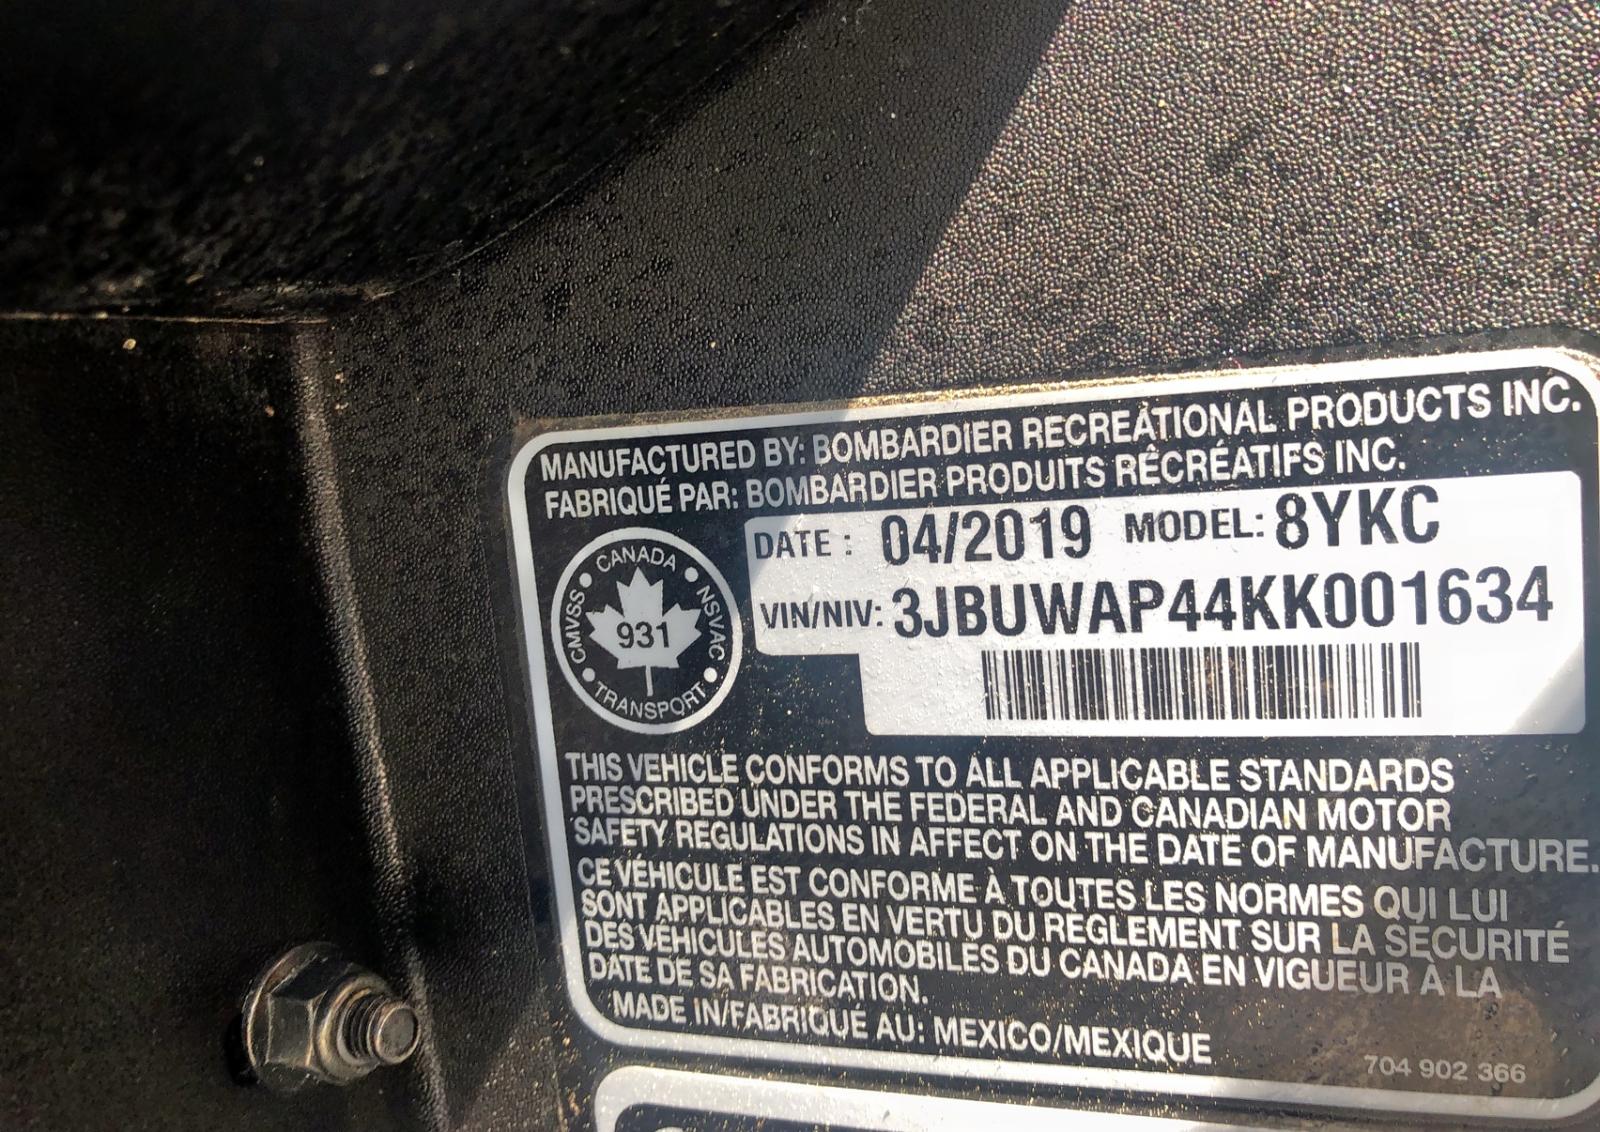 MANUFACTURED BY: BOMBARDIER RECREATIONAL PRODUCTS INC.
FABRIQUÉ PAR: BOMBARDIER PRODUITS RÉCRÉATIFS INC.
DATE : 04/2019 MODEL: 8YKC
VIN/NIV: 3JBUWAP44KK001634
CANADA
CMVSS NSVAC
931
TRANSPORT
THIS VEHICLE CONFORMS TO ALL APPLICABLE STANDARDS
PRESCRIBED UNDER THE FEDERAL AND CANADIAN MOTOR
SAFETY REGULATIONS IN AFFECT ON THE DATE OF MANUFACTURE.
CE VÉHICULE EST CONFORME À TOUTES LES NORMES QUI LUI
SONT APPLICABLES EN VERTU DU RÉGLEMENT SUR LA SÉCURITÉ
DES VÉHICULES AUTOMOBILES DU CANADA EN VIGUEUR À LA
DATE DE SA FABRICATION.
MADE IN/FABRIQUÉ AU: MEXICO/MEXIQUE
704 902 366